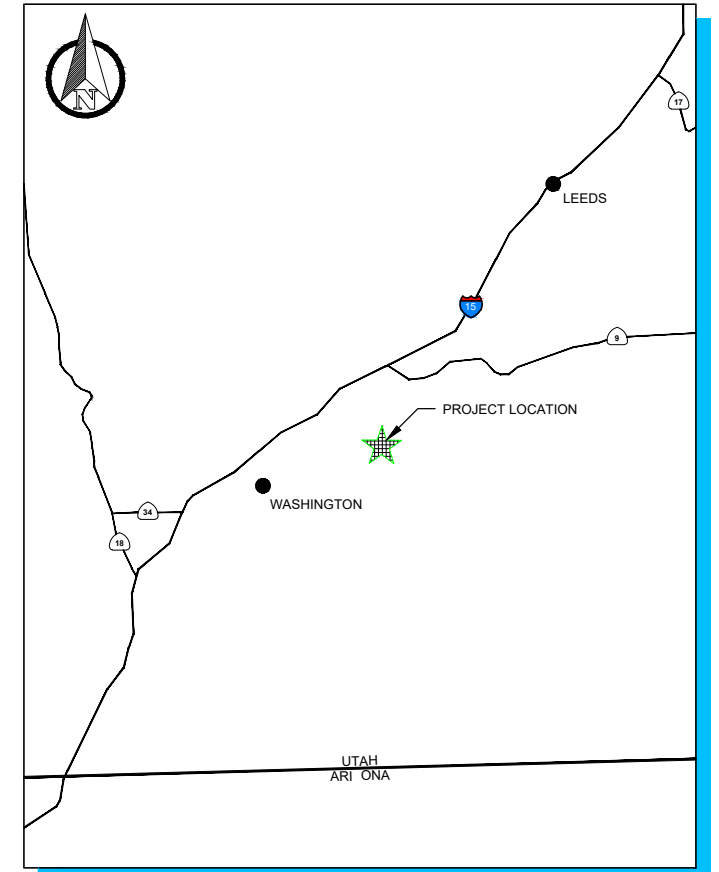 N
17
LEEDS
15
9
PROJECT LOCATION
WASHINGTON
34
18
UTAH
ARI ONA